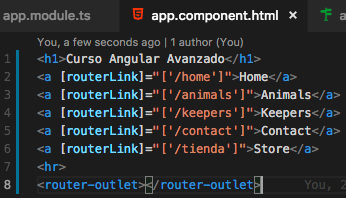 app.module.ts
app.component.html
You, a few seconds ago | 1 author (You)
1 <h1>Curso Angular Avanzado</h1>
2 <a [routerLink]="['/home']">Home</a>
3 <a [routerLink]="['/animals']">Animals</a>
4 <a [routerLink]="['/keepers']">Keepers</a>
5 <a [routerLink]="['/contact']">Contact</a>
6 <a [routerLink]="['/tienda']">Store</a>
7 <hr>
8 <router-outlet></router-outlet> You, 2